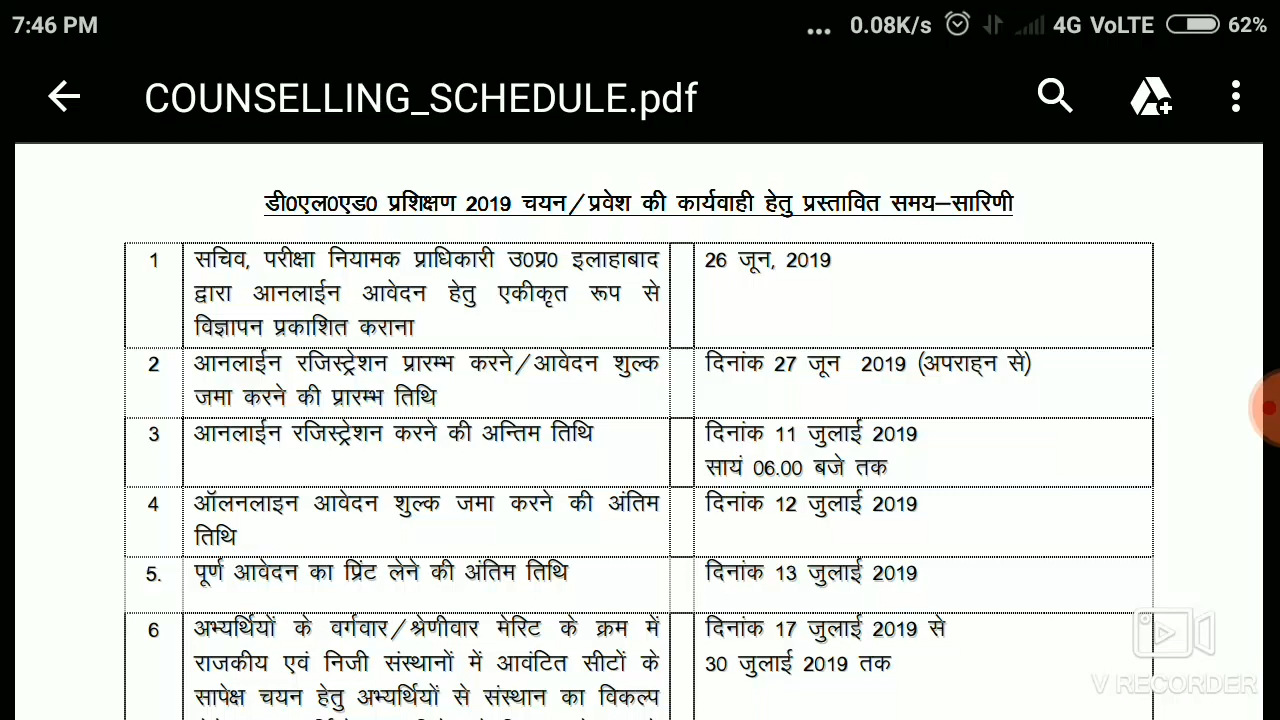 7:46 PM
... 0.08K/s 4G VoLTE 62%
COUNSELLING_SCHEDULE.pdf
डी0एल0एड0 प्रशिक्षण 2019 चयन/प्रवेश की कार्यवाही हेतु प्रस्तावित समय–सारिणी
1 सचिव, परीक्षा नियामक प्राधिकारी उ0प्र0 इलाहाबाद 26 जून, 2019
द्वारा आनलाईन आवेदन हेतु एकीकृत रूप से
विज्ञापन प्रकाशित कराना
2 आनलाईन रजिस्ट्रेशन प्रारम्भ करने/आवेदन शुल्क दिनांक 27 जून 2019 (अपराह्न से)
जमा करने की प्रारम्भ तिथि
3 आनलाईन रजिस्ट्रेशन करने की अन्तिम तिथि दिनांक 11 जुलाई 2019
सायं 06.00 बजे तक
4 ऑलनलाइन आवेदन शुल्क जमा करने की अंतिम दिनांक 12 जुलाई 2019
तिथि
5. पूर्ण आवेदन का प्रिंट लेने की अंतिम तिथि दिनांक 13 जुलाई 2019
6 अभ्यर्थियों के वर्गवार/श्रेणीवार मेरिट के क्रम में दिनांक 17 जुलाई 2019 से
राजकीय एवं निजी संस्थानों में आवंटित सीटों के 30 जुलाई 2019 तक
सापेक्ष चयन हेतु अभ्यर्थियों से संस्थान का विकल्प
V RECORDER